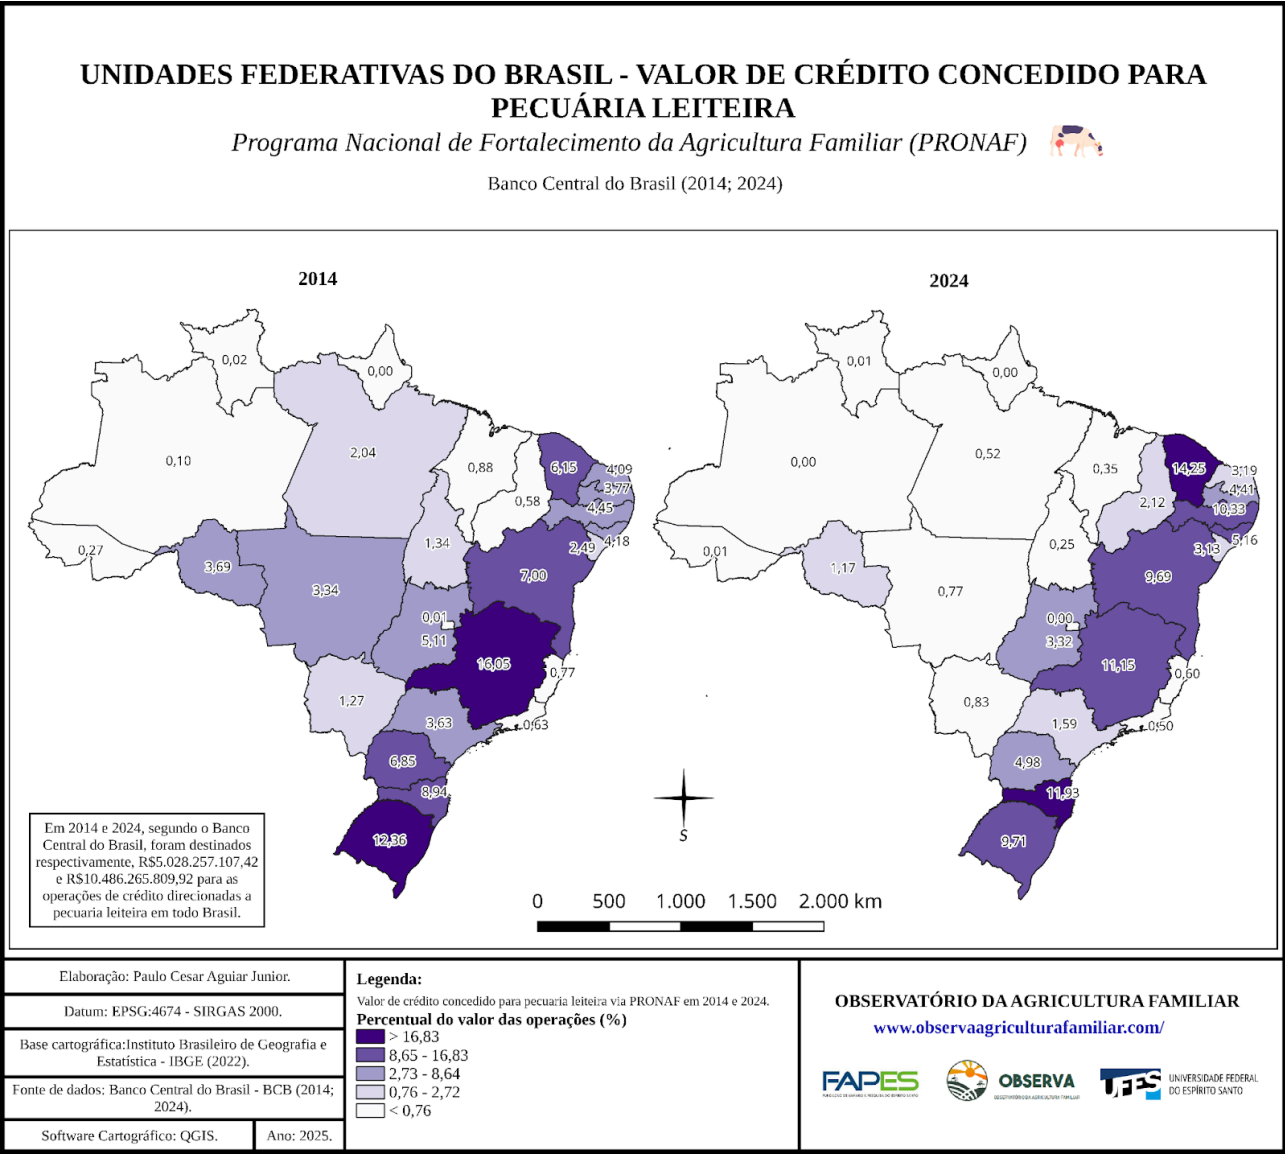 UNIDADES FEDERATIVAS DO BRASIL - VALOR DE CRÉDITO CONCEDIDO PARA
PECUÁRIA LEITEIRA
Programa Nacional de Fortalecimento da Agricultura Familiar (PRONAF)
Banco Central do Brasil (2014; 2024)
2014
0,02
0,00
0,10
2,04
0,88
6,15
4,09
3,77
0,58
4,45
4,18
2,49
0,27
3,69
1,34
7,00
3,34
0,01
5,11
16,05
0,77
1,27
3,63
0,63
6,85
8,94
12,36
2024
0,01
0,00
0,00
0,52
0,35
14,25
3,19
4,41
2,12
10,33
5,16
3,13
0,01
1,17
0,25
9,69
0,77
0,00
3,32
11,15
0,60
0,83
1,59
0,50
4,98
11,93
9,71
S
Em 2014 e 2024, segundo o Banco
Central do Brasil, foram destinados
respectivamente, R$5.028.257.107,42
e R$10.486.265.809,92 para as
operações de crédito direcionadas a
pecuaria leiteira em todo Brasil.
0 500 1.000 1.500 2.000 km
Elaboração: Paulo Cesar Aguiar Junior.
Datum: EPSG:4674 - SIRGAS 2000.
Base cartográfica:Instituto Brasileiro de Geografia e
Estatística - IBGE (2022).
Fonte de dados: Banco Central do Brasil - BCB (2014;
2024).
Software Cartográfico: QGIS.
Ano: 2025.
Legenda:
Valor de crédito concedido para pecuaria leiteira via PRONAF em 2014 e 2024.
Percentual do valor das operações (%)
> 16,83
8,65 - 16,83
2,73 - 8,64
0,76 - 2,72
< 0,76
OBSERVATÓRIO DA AGRICULTURA FAMILIAR
www.observaagriculturafamiliar.com/
FAPES
OBSERVA
OBSERVATÓRIO DA AGRICULTURA FAMILIAR
UFES
UNIVERSIDADE FEDERAL
DO ESPÍRITO SANTO